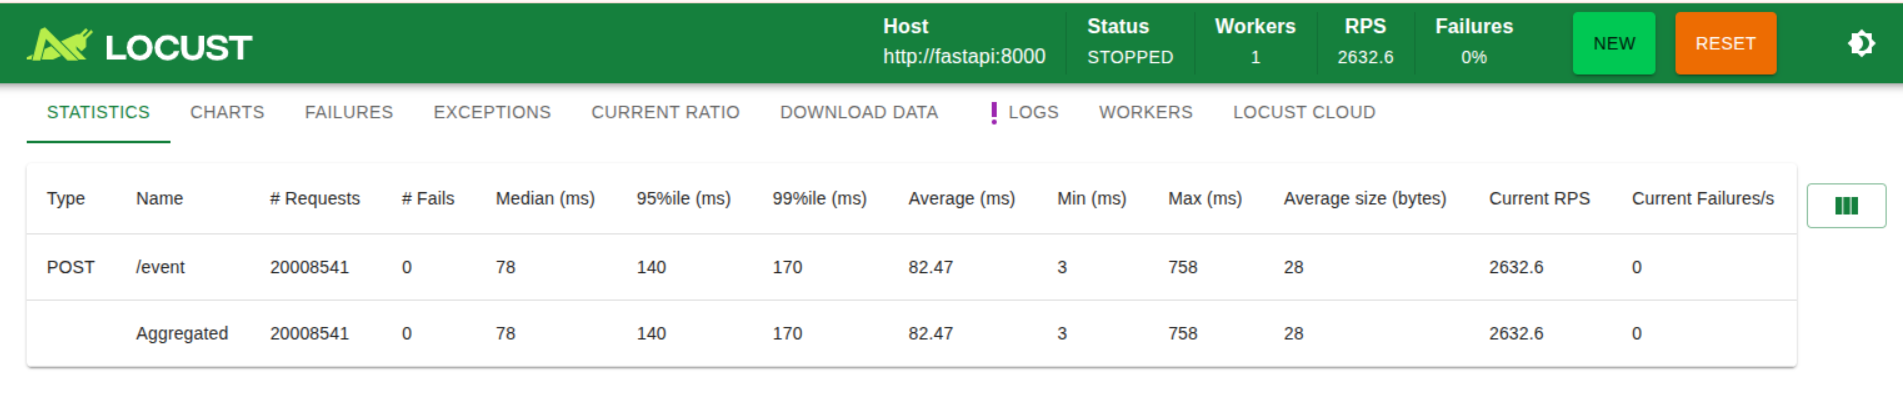 LOCUST
Host Status Workers RPS Failures
http://fastapi:8000 STOPPED 1 2632.6 0% NEW RESET
STATISTICS CHARTS FAILURES EXCEPTIONS CURRENT RATIO DOWNLOAD DATA ! LOGS WORKERS LOCUST CLOUD
Type Name # Requests # Fails Median (ms) 95%ile (ms) 99%ile (ms) Average (ms) Min (ms) Max (ms) Average size (bytes) Current RPS Current Failures/s
POST /event 20008541 0 78 140 170 82.47 3 758 28 2632.6 0
Aggregated 20008541 0 78 140 170 82.47 3 758 28 2632.6 0